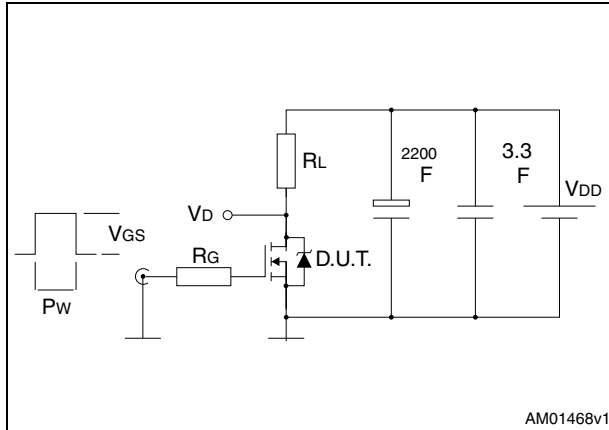 RL
2200
F
3.3
F
VDD
VD
VGS
RG
D.U.T.
PW
AM01468v1